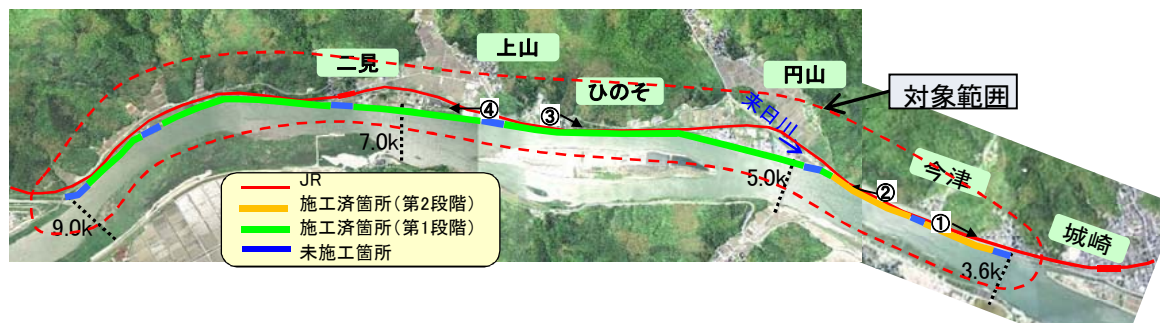 二見
上山
ひのそ
円山
来日川
対象範囲
今津
城崎
④
③
②
①
7.0k
5.0k
9.0k
3.6k
JR
施工済箇所(第2段階)
施工済箇所(第1段階)
未施工箇所